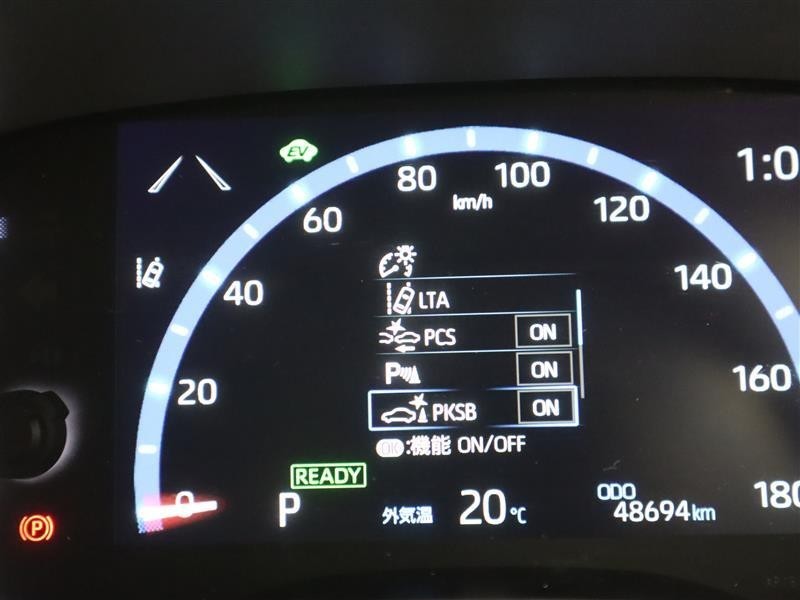 EV
1:0
80
100
km/h
60
120
40
140
LTA
PCS ON
20
P ON
160
PKSB ON
OK:機能 ON/OFF
READY
0
P
外気温 20℃
ODO
48694km
180
P